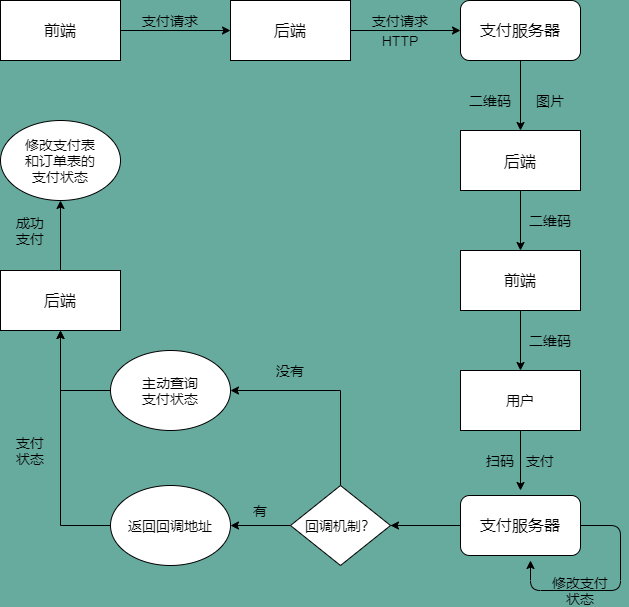 前端
支付请求
后端
支付请求
HTTP
支付服务器
二维码 图片
后端
二维码
前端
二维码
用户
扫码 支付
支付服务器
修改支付
状态
回调机制?
有
返回回调地址
没有
主动查询
支付状态
支付
状态
后端
成功
支付
修改支付表
和订单表的
支付状态